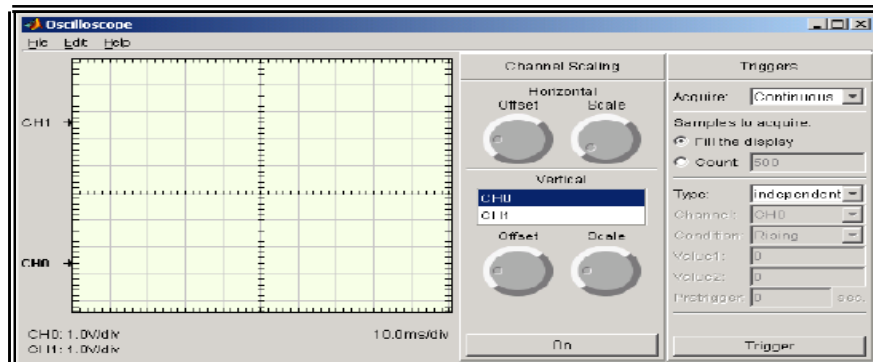 Oscilloscope
File Edit Help
CH1
CH0
CH0: 1.0V/div
CH1: 1.0V/div
10.0ms/div
Channel Scaling
Horizontal
Offset Scale
Vertical
CH0
CH1
Offset Scale
On
Triggers
Acquire: Continuous
Samples to acquire:
Fill the display
Count 500
Type: independent
Channel: CH0
Condition: Rising
Value1: 0
Value2: 0
Pretrigger: 0 sec.
Trigger